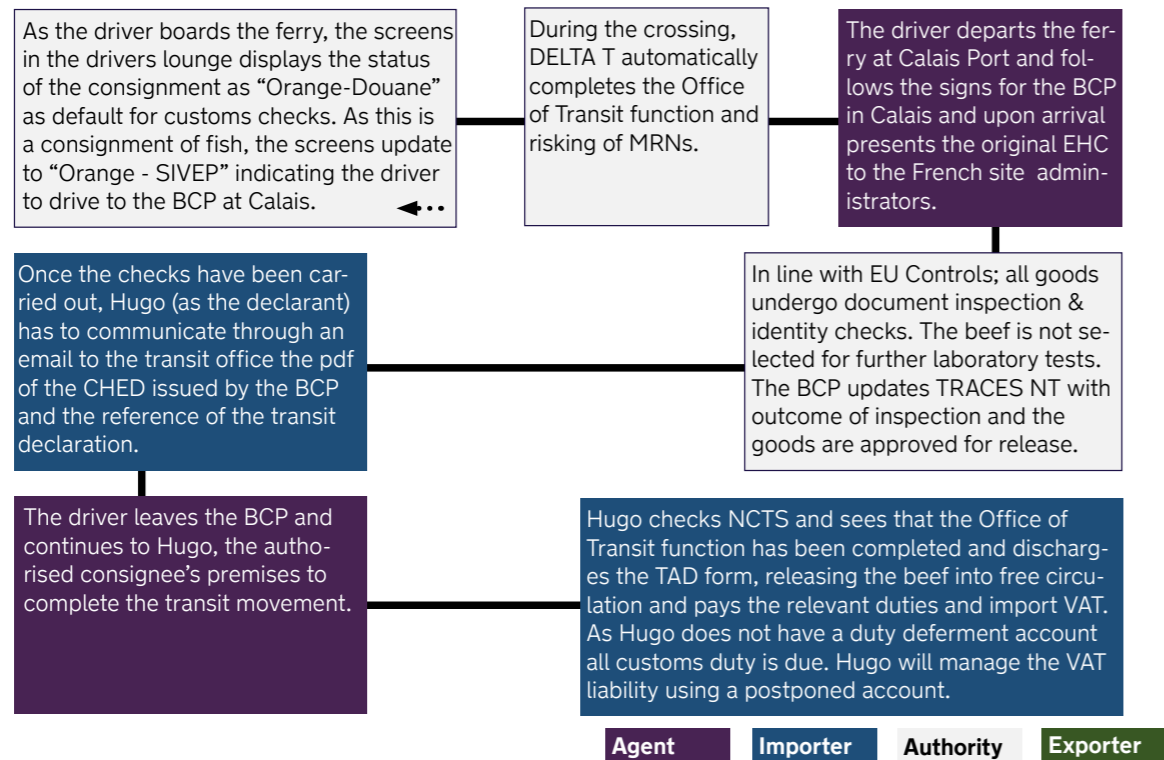 As the driver boards the ferry, the screens
in the drivers lounge displays the status
of the consignment as “Orange-Douane”
as default for customs checks. As this is
a consignment of fish, the screens update
to “Orange - SIVEP” indicating the driver
to drive to the BCP at Calais.
During the crossing,
DELTA T automatically
completes the Office
of Transit function and
risking of MRNs.
The driver departs the fer-
ry at Calais Port and fol-
lows the signs for the BCP
in Calais and upon arrival
presents the original EHC
to the French site admin-
istrators.
In line with EU Controls; all goods
undergo document inspection &
identity checks. The beef is not se-
lected for further laboratory tests.
The BCP updates TRACES NT with
outcome of inspection and the
goods are approved for release.
Once the checks have been car-
ried out, Hugo (as the declarant)
has to communicate through an
email to the transit office the pdf
of the CHED issued by the BCP
and the reference of the transit
declaration.
The driver leaves the BCP and
continues to Hugo, the autho-
rised consignee’s premises to
complete the transit movement.
Hugo checks NCTS and sees that the Office of
Transit function has been completed and discharg-
es the TAD form, releasing the beef into free circu-
lation and pays the relevant duties and import VAT.
As Hugo does not have a duty deferment account
all customs duty is due. Hugo will manage the VAT
liability using a postponed account.
Agent
Importer
Authority
Exporter